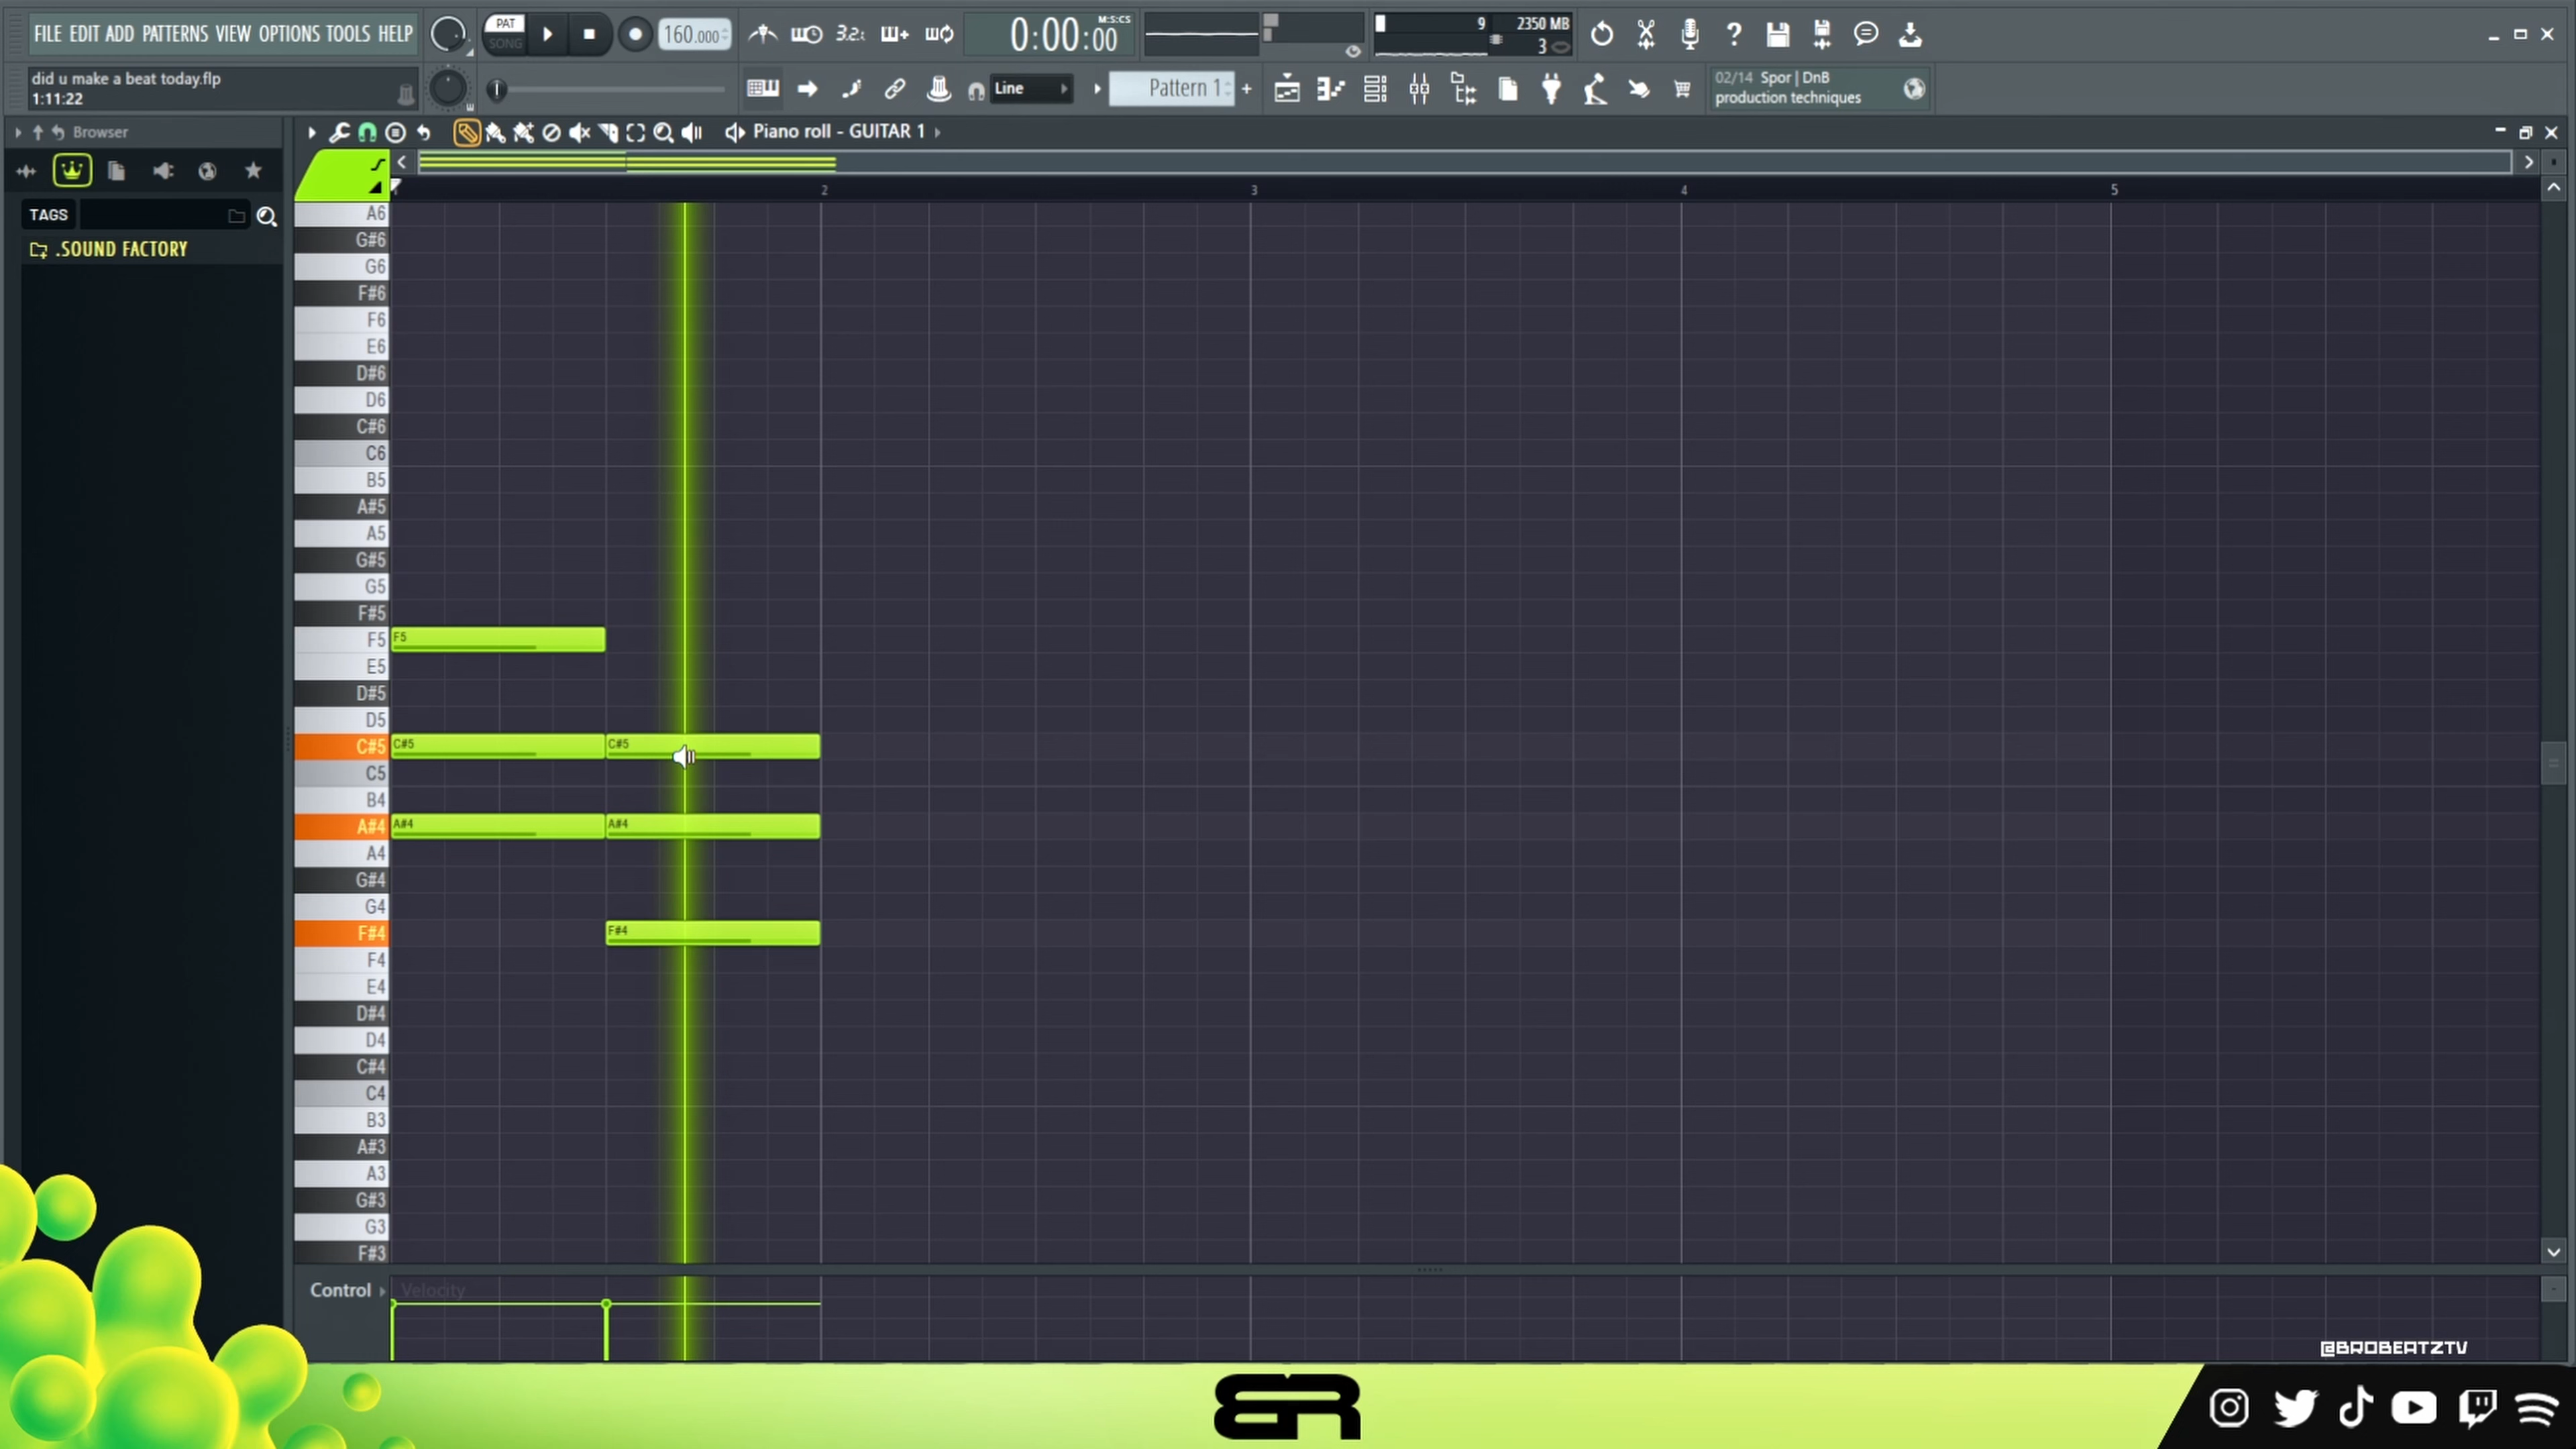 FILE EDIT ADD PATTERNS VIEW OPTIONS TOOLS HELP
PAT
SONG
160.000
3.2:
0:00:00
M:S:CS
9
2350 MB
3
did u make a beat today.flp
1:11:22
Line
Pattern 1
+
02/14 Spor | DnB
production techniques
Browser
Piano roll - GUITAR 1
TAGS
.SOUND FACTORY
2
3
4
5
A6
G#6
G6
F#6
F6
E6
D#6
D6
C#6
C6
B5
A#5
A5
G#5
G5
F#5
F5
F5
E5
D#5
D5
C#5
C#5
C#5
C5
B4
A#4
A#4
A#4
A4
G#4
G4
F#4
F#4
F4
E4
D#4
D4
C#4
C4
B3
A#3
A3
G#3
G3
F#3
Control
Velocity
@BROBEATZTV
BR